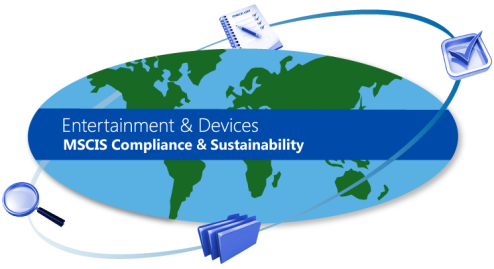 Entertainment & Devices
MSCIS Compliance & Sustainability